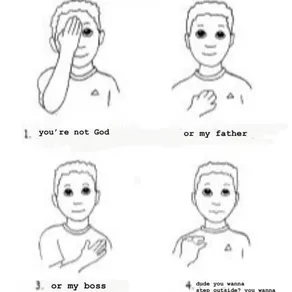 1. you're not God
or my father
3. or my boss
4. dude you wanna
step outside? you wanna